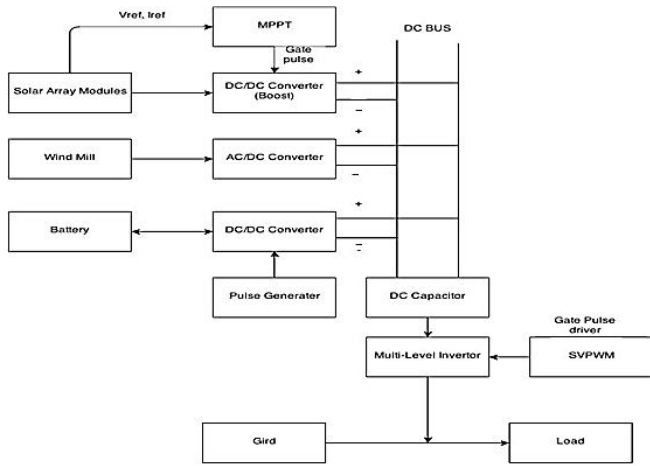 Vref, Iref
MPPT
DC BUS
Gate
pulse
Solar Array Modules
DC/DC Converter
(Boost)
+
–
Wind Mill
AC/DC Converter
+
–
Battery
DC/DC Converter
+
–
-
Pulse Generater
DC Capacitor
Gate Pulse
driver
Multi-Level Invertor
SVPWM
Gird
Load